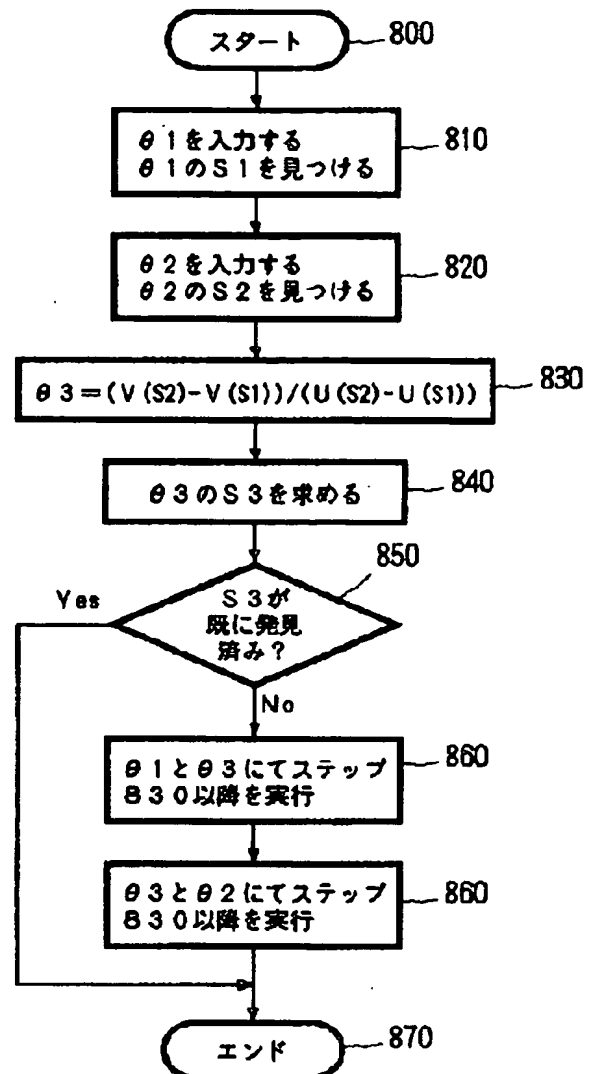 スタート
800
θ1を入力する
θ1のS1を見つける
810
θ2を入力する
θ2のS2を見つける
820
θ3=(V(S2)-V(S1))/(U(S2)-U(S1))
830
θ3のS3を求める
840
850
Yes
S3が
既に発見
済み?
No
θ1とθ3にてステップ
830以降を実行
860
θ3とθ2にてステップ
830以降を実行
860
エンド
870